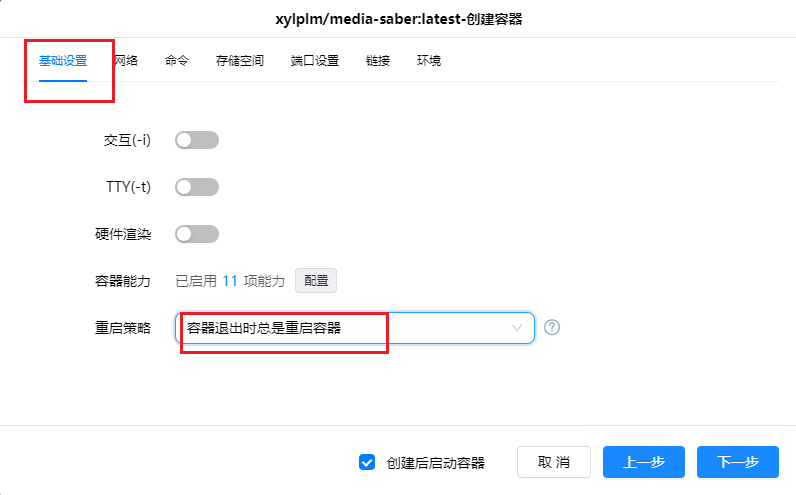 xylplm/media-saber:latest-创建容器
基础设置 网络 命令 存储空间 端口设置 链接 环境
交互(-i)
TTY(-t)
硬件渲染
容器能力 已启用 11 项能力 配置
重启策略 容器退出时总是重启容器 ?
创建后启动容器 取 消 上一步 下一步